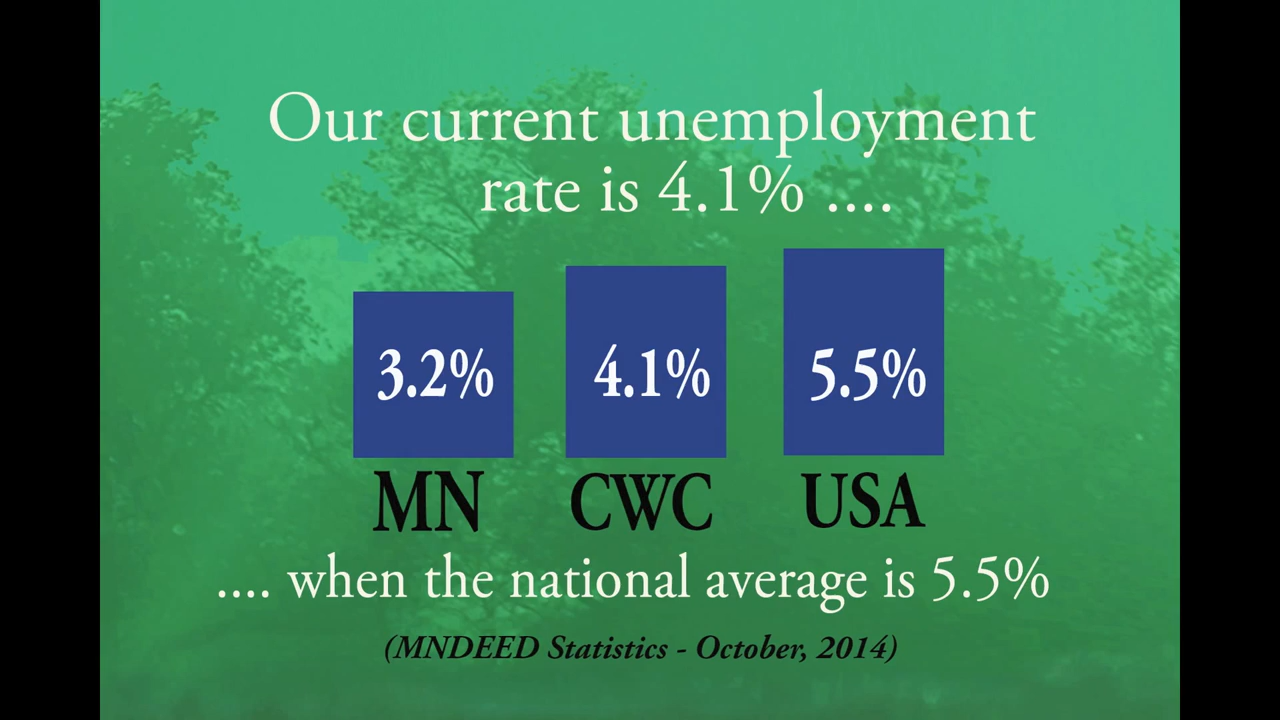 Our current unemployment
rate is 4.1% ....
3.2% 4.1% 5.5%
MN CWC USA
.... when the national average is 5.5%
(MNDEED Statistics - October, 2014)